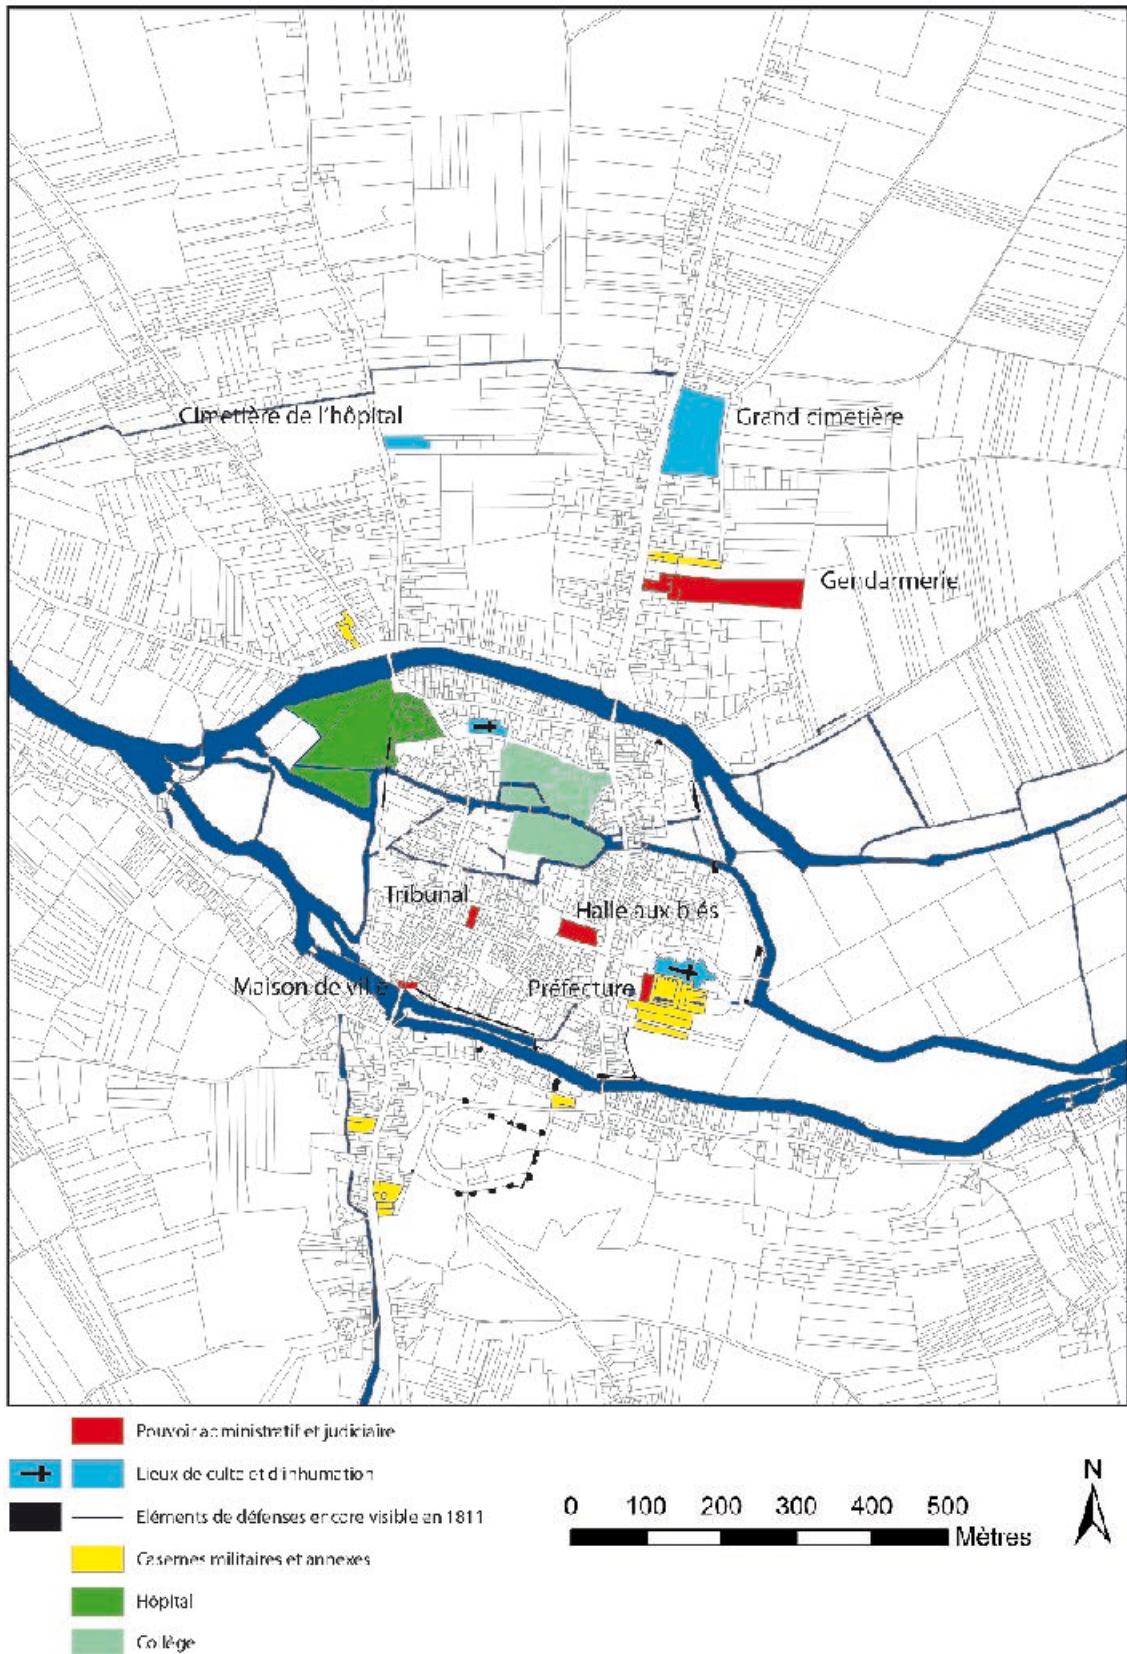 Cimetière de l'hôpital
Grand cimetière
Gendarmerie
Tribunal
Halle aux blés
Maison de ville
Préfecture
Pouvoir administratif et judiciaire
Lieux de culte et d'inhumation
Eléments de défenses encore visible en 1811
Casernes militaires et annexes
Hôpital
Collège
N
0 100 200 300 400 500
Mètres